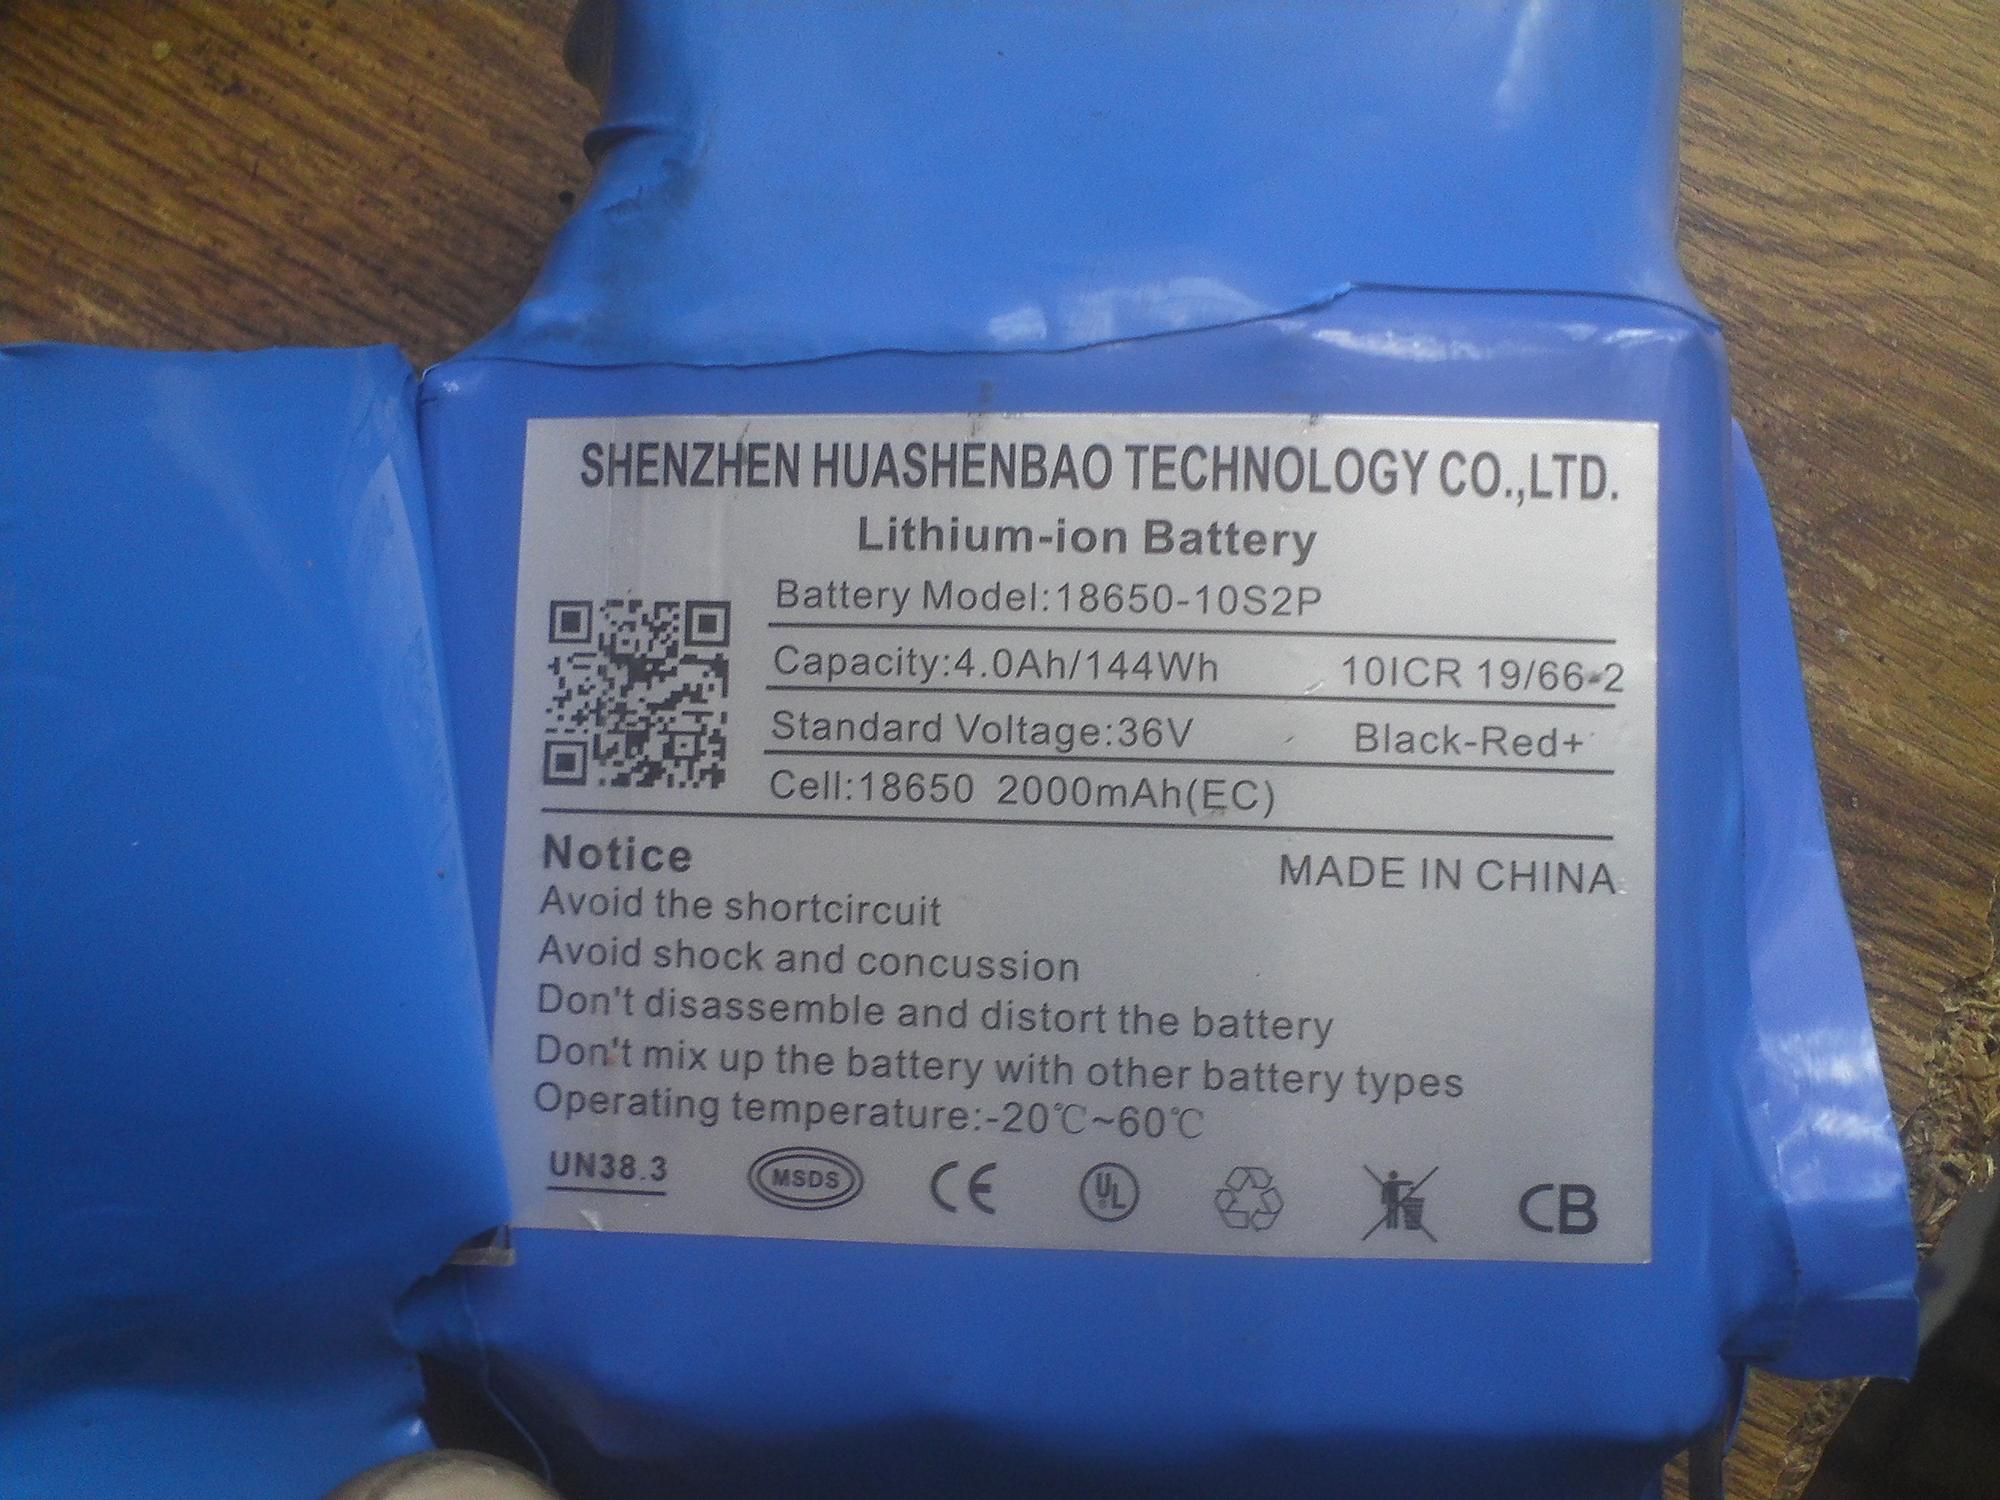 SHENZHEN HUASHENBAO TECHNOLOGY CO.,LTD.
Lithium-ion Battery
Battery Model:18650-10S2P
Capacity:4.0Ah/144Wh 10ICR 19/66-2
Standard Voltage:36V Black-Red+
Cell:18650 2000mAh(EC)
Notice MADE IN CHINA
Avoid the shortcircuit
Avoid shock and concussion
Don't disassemble and distort the battery
Don't mix up the battery with other battery types
Operating temperature:-20℃~60℃
UN38.3 MSDS CE UL CB